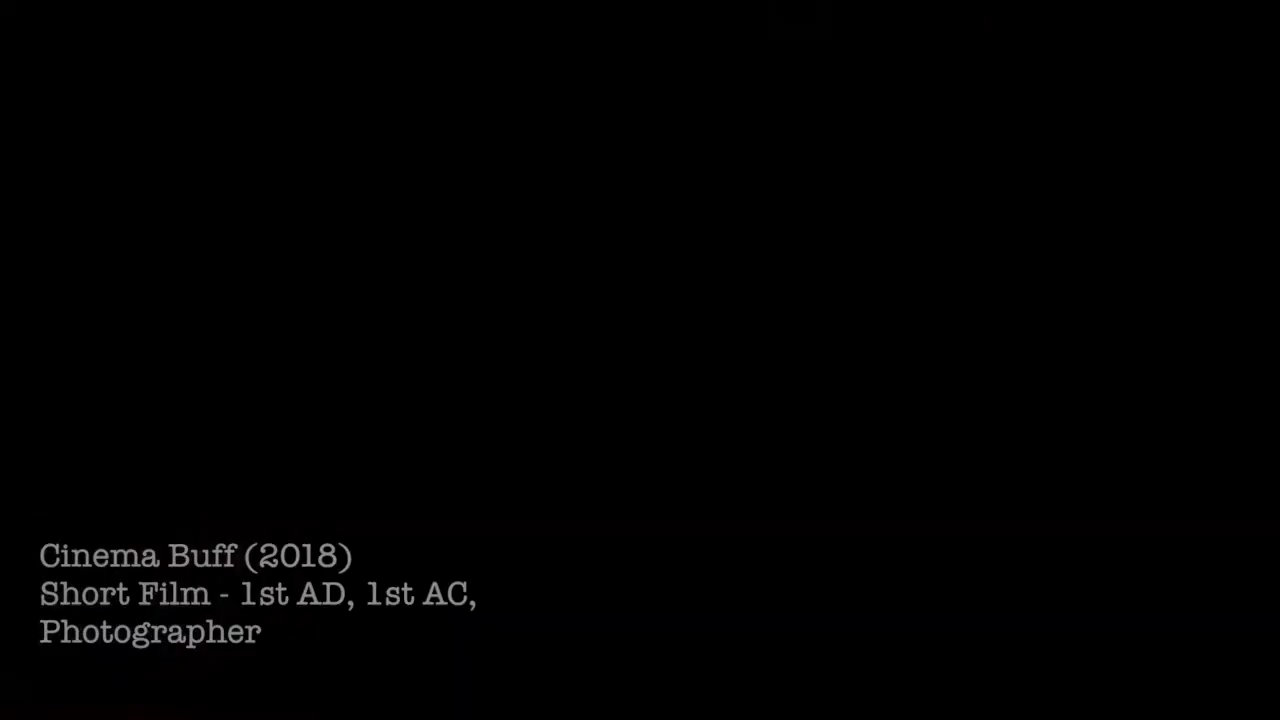 Cinema Buff (2018)
Short Film - 1st AD, 1st AC,
Photographer